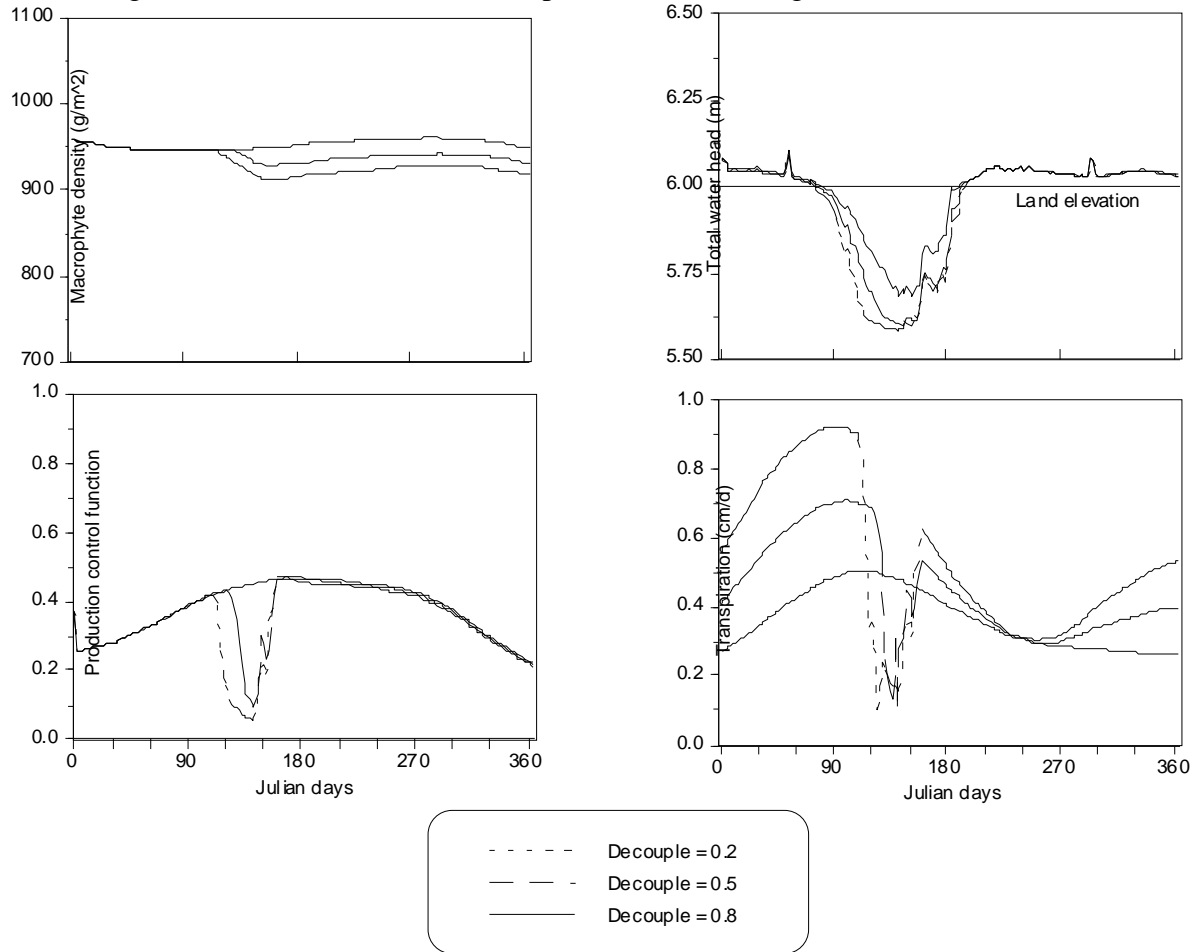 1100
1000
900
800
700
Macrophyte density (g/m^2)
6.50
6.25
6.00
5.75
5.50
Total water head (m)
Land elevation
1.0
0.8
0.6
0.4
0.2
0.0
Production control function
0 90 180 270 360
Julian days
1.0
0.8
0.6
0.4
0.2
0.0
Transpiration (cm/d)
0 90 180 270 360
Julian days
Decouple = 0.2
Decouple = 0.5
Decouple = 0.8